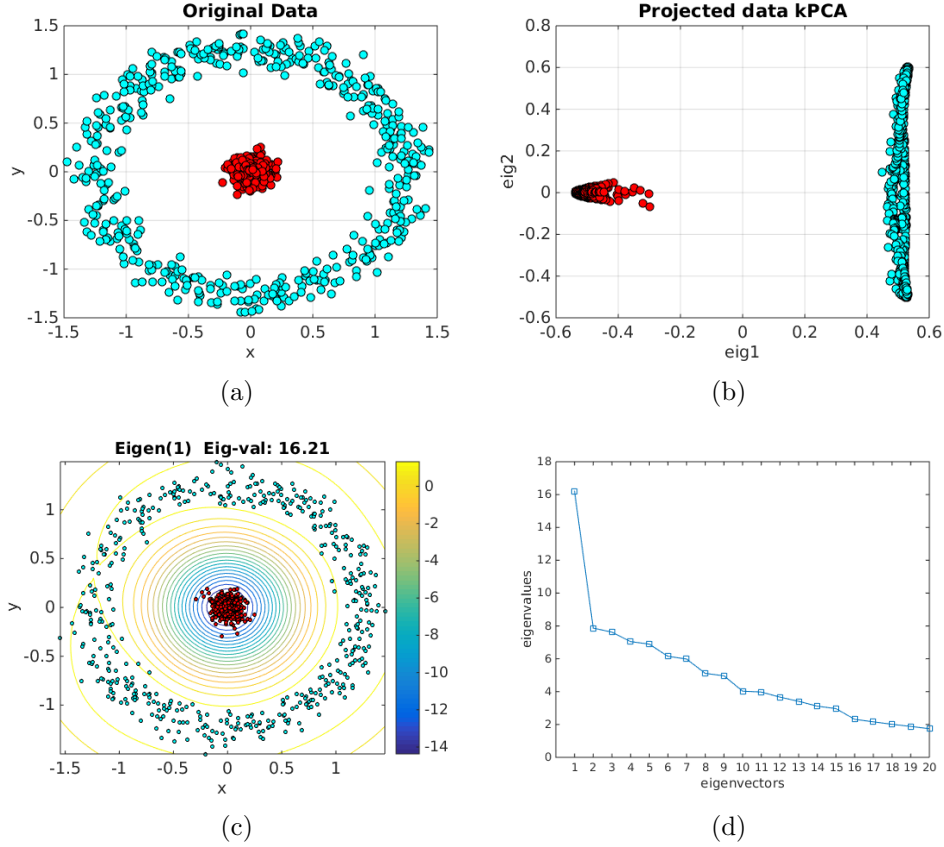 Original Data
1.5
1
0.5
0
-0.5
-1
-1.5
y
-1.5 -1 -0.5 0 0.5 1 1.5
x
(a)
Projected data kPCA
0.8
0.6
0.4
0.2
0
-0.2
-0.4
-0.6
eig2
-0.6 -0.4 -0.2 0 0.2 0.4 0.6
eig1
(b)
Eigen(1) Eig-val: 16.21
1
0.5
0
-0.5
-1
y
-1.5 -1 -0.5 0 0.5 1
x
0
-2
-4
-6
-8
-10
-12
-14
(c)
18
16
14
12
10
8
6
4
2
0
eigenvalues
1 2 3 4 5 6 7 8 9 10 11 12 13 14 15 16 17 18 19 20
eigenvectors
(d)